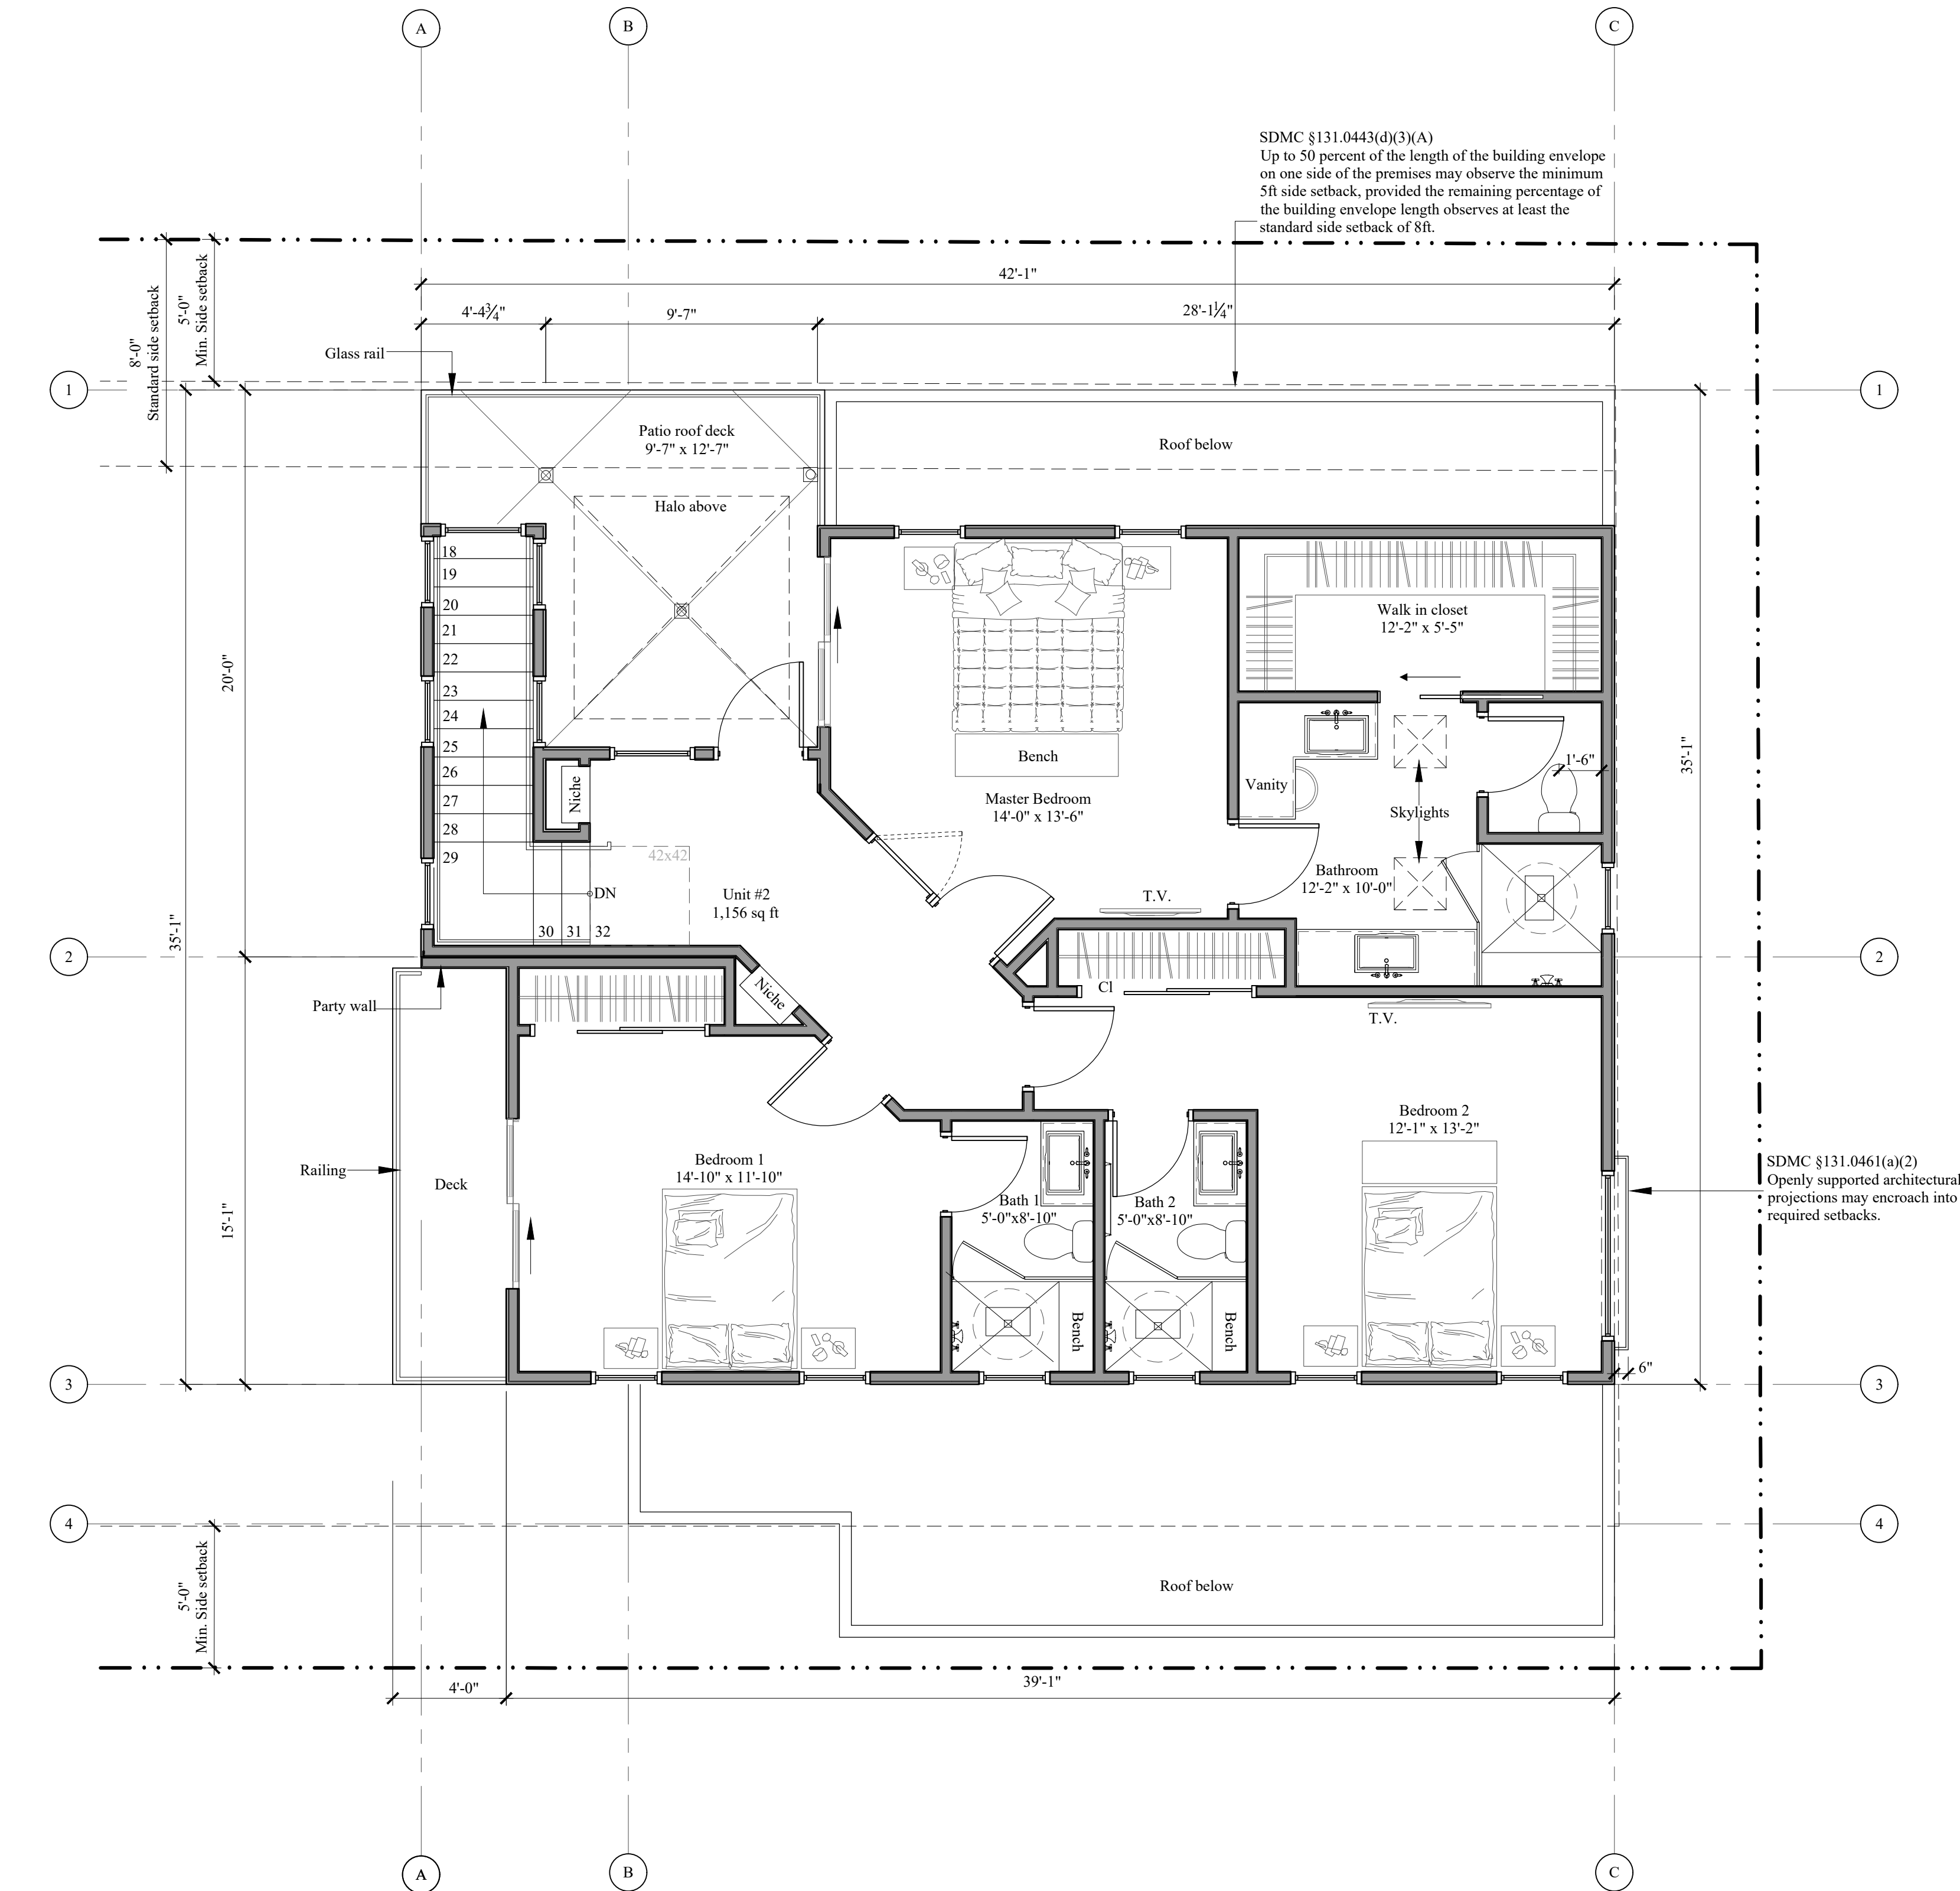 A
B
C
SDMC §131.0443(d)(3)(A)
Up to 50 percent of the length of the building envelope
on one side of the premises may observe the minimum
5ft side setback, provided the remaining percentage of
the building envelope length observes at least the
standard side setback of 8ft.
42'-1"
4'-4¾"
9'-7"
28'-1¼"
8'-0"
Standard side setback
5'-0"
Min. Side setback
Glass rail
1
1
Patio roof deck
9'-7" x 12'-7"
Roof below
Halo above
18
19
20
21
22
23
24
25
26
27
28
29
30
31
32
20'-0"
35'-1"
35'-1"
Walk in closet
12'-2" x 5'-5"
Bench
Niche
Vanity
1'-6"
Master Bedroom
14'-0" x 13'-6"
Skylights
42x42
DN
Unit #2
1,156 sq ft
Bathroom
12'-2" x 10'-0"
T.V.
2
2
Party wall
Niche
Cl
T.V.
Railing
Deck
Bedroom 1
14'-10" x 11'-10"
Bath 1
5'-0"x8'-10"
Bath 2
5'-0"x8'-10"
Bedroom 2
12'-1" x 13'-2"
SDMC §131.0461(a)(2)
Openly supported architectural
projections may encroach into
required setbacks.
15'-1"
Bench
Bench
6"
3
3
4
4
5'-0"
Min. Side setback
Roof below
4'-0"
39'-1"
A
B
C